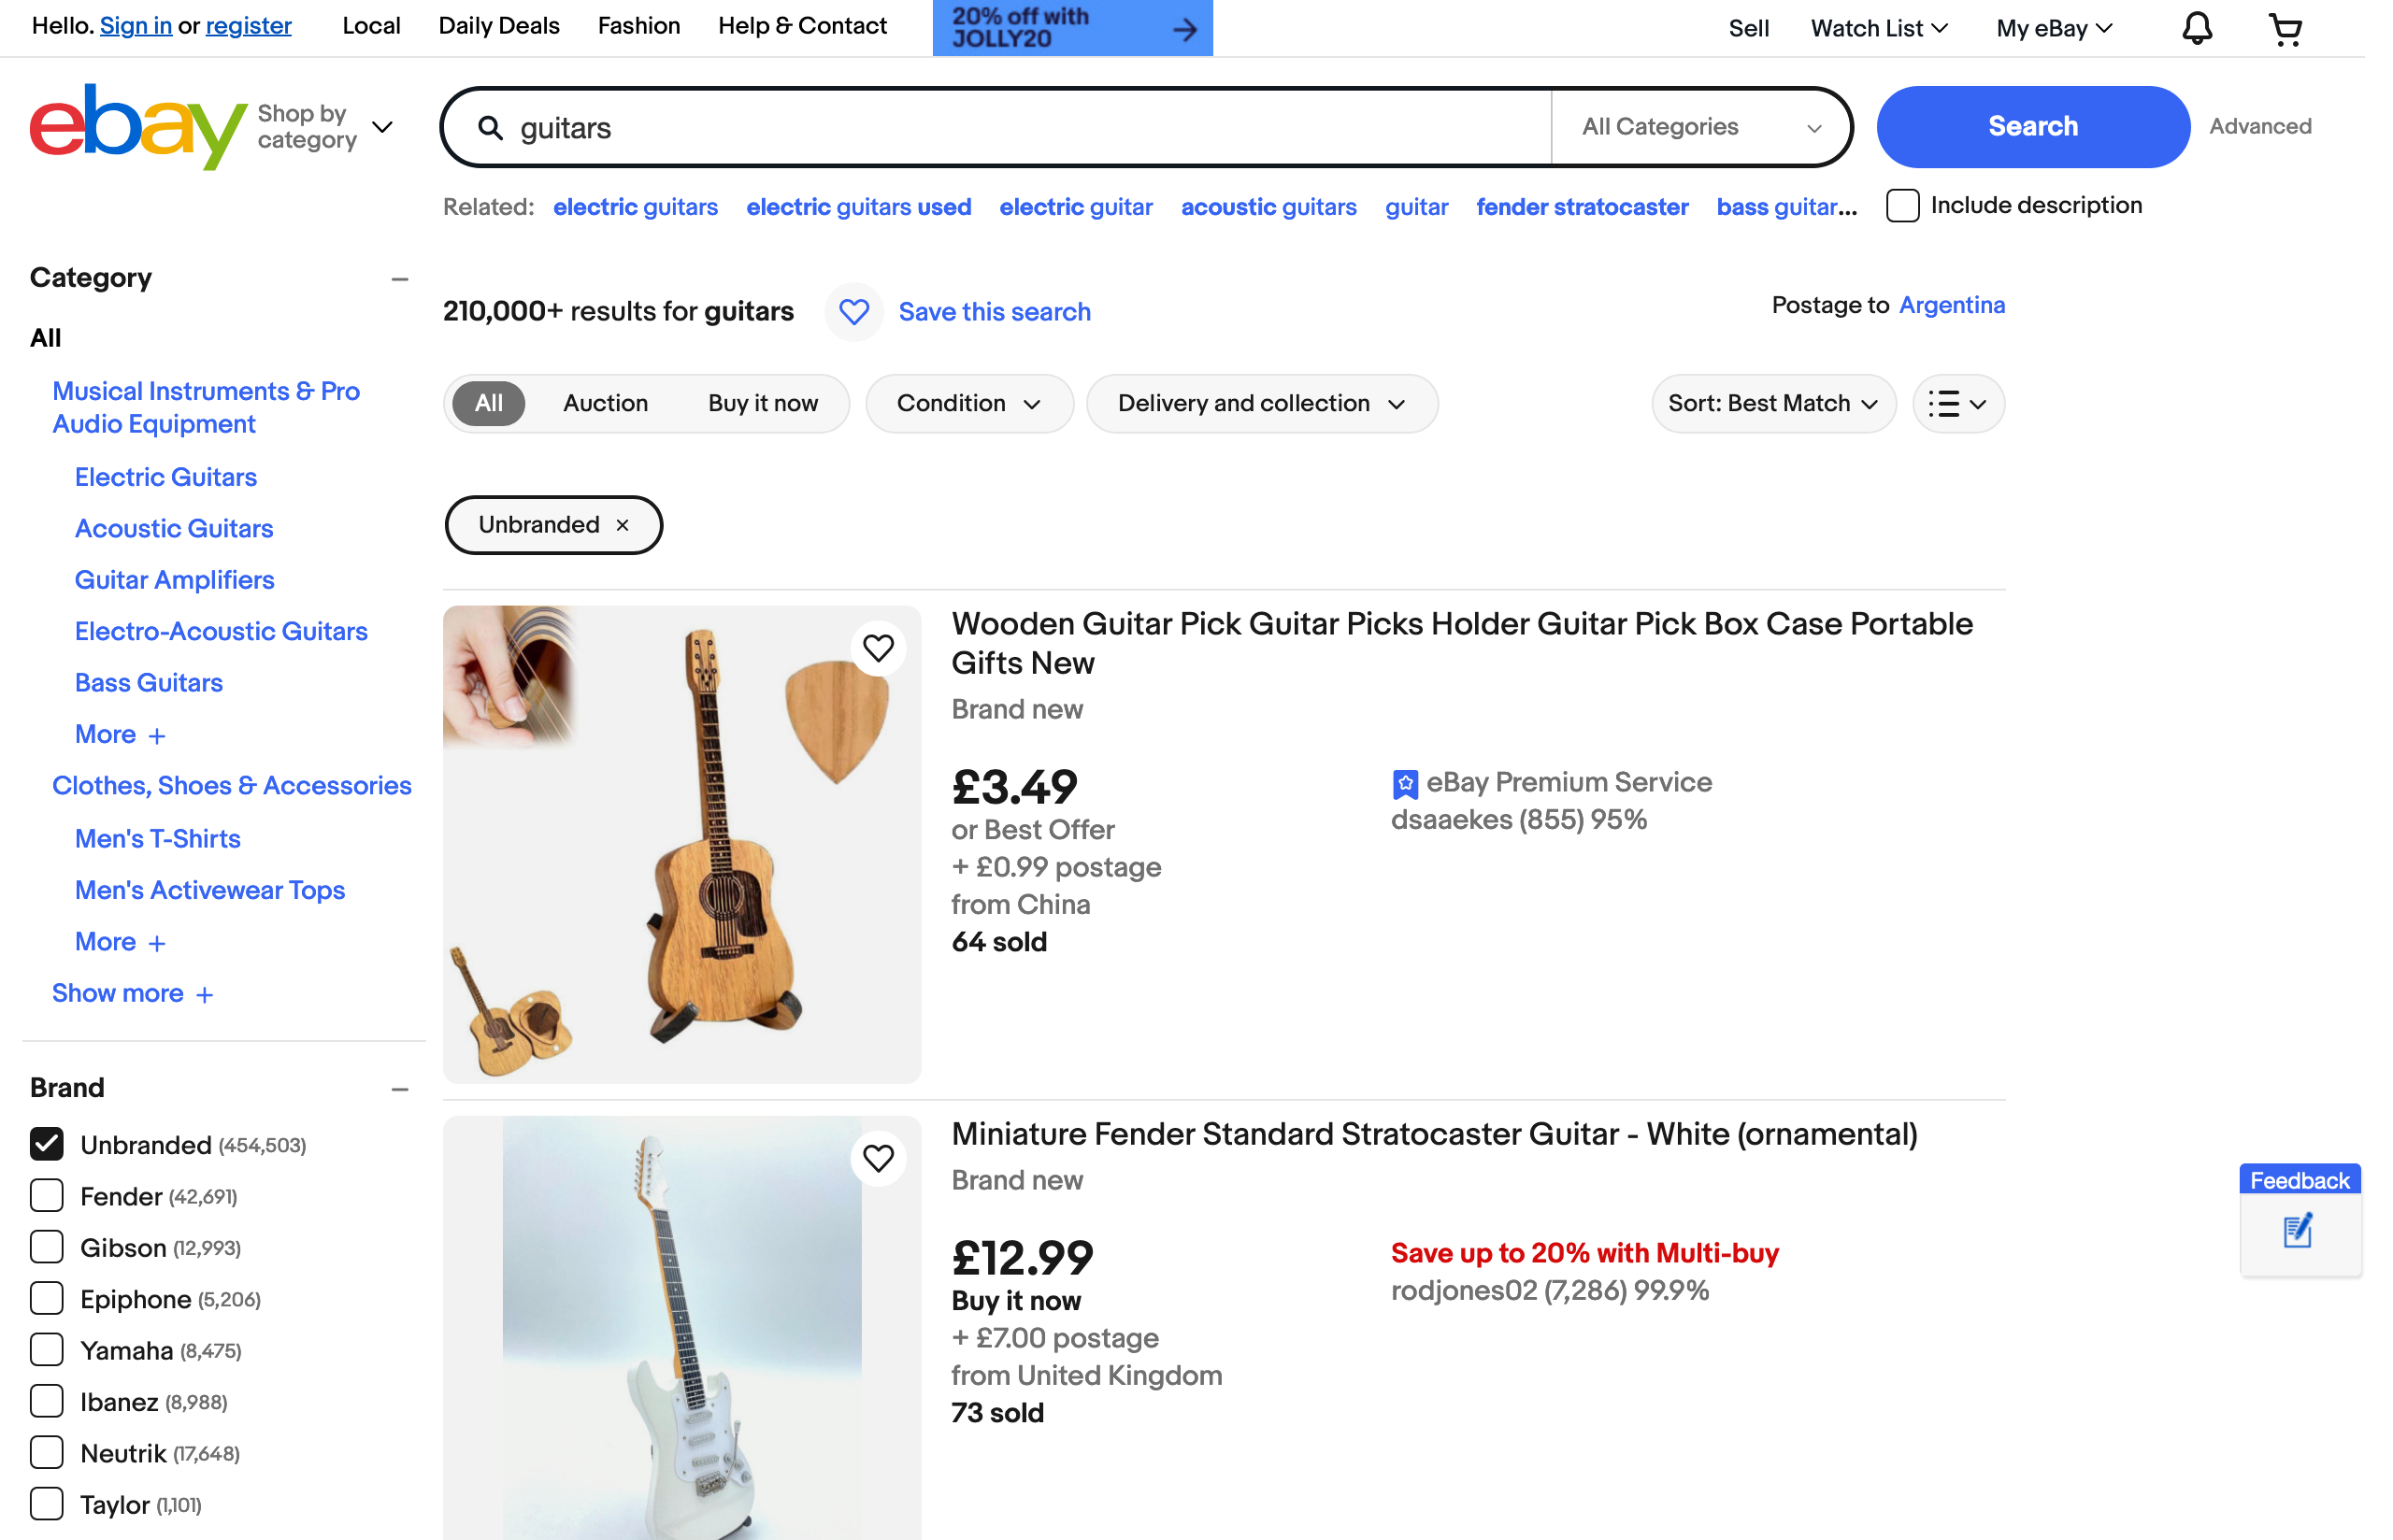 Hello. Sign in or register
Local
Daily Deals
Fashion
Help & Contact
20% off with
JOLLY20
Sell
Watch List
My eBay
ebay
Shop by
category
guitars
All Categories
Search
Advanced
Related: electric guitars electric guitars used electric guitar acoustic guitars guitar fender stratocaster bass guitar...
Include description
Category
All
Musical Instruments & Pro
Audio Equipment
Electric Guitars
Acoustic Guitars
Guitar Amplifiers
Electro-Acoustic Guitars
Bass Guitars
More +
Clothes, Shoes & Accessories
Men's T-Shirts
Men's Activewear Tops
More +
Show more +
Brand
Unbranded (454,503)
Fender (42,691)
Gibson (12,993)
Epiphone (5,206)
Yamaha (8,475)
Ibanez (8,988)
Neutrik (17,648)
Taylor (1,101)
210,000+ results for guitars
Save this search
Postage to Argentina
All
Auction
Buy it now
Condition
Delivery and collection
Sort: Best Match
Unbranded ×
Wooden Guitar Pick Guitar Picks Holder Guitar Pick Box Case Portable
Gifts New
Brand new
£3.49
or Best Offer
+ £0.99 postage
from China
64 sold
eBay Premium Service
dsaaekes (855) 95%
Miniature Fender Standard Stratocaster Guitar - White (ornamental)
Brand new
£12.99
Buy it now
+ £7.00 postage
from United Kingdom
73 sold
Save up to 20% with Multi-buy
rodjones02 (7,286) 99.9%
Feedback